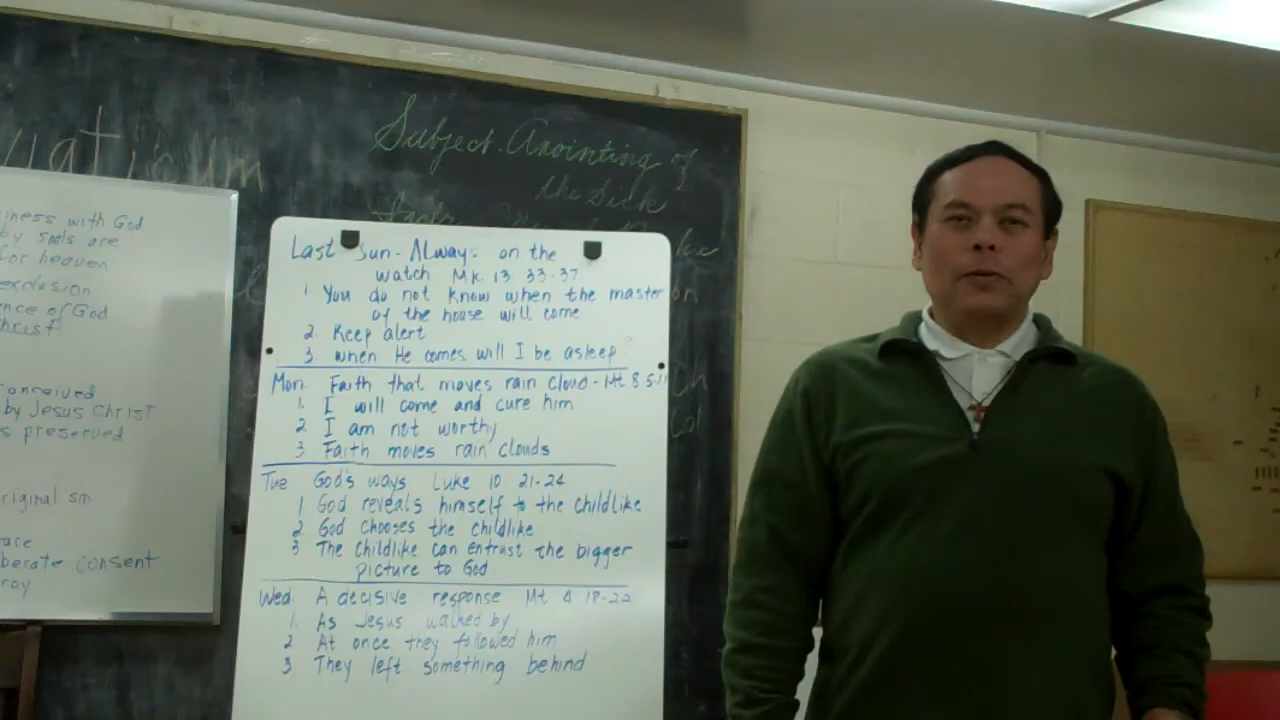 uaticum
Subject. Anointing of
the Sick
iness with God
by souls are
for heaven
exclusion
ence of God
Christ
onceived
by Jesus Christ
s preserved
riginal sin
berate consent
Last Sun - Always on the
watch Mk. 13 33-37
1 You do not know when the master
of the house will come
2. Keep alert
3. When He comes will I be asleep?
Mon. Faith that moves rain cloud - Mt 8 5-11
1. I will come and cure him
2. I am not worthy
3. Faith moves rain clouds
Tue God's ways Luke 10 21-24
1 God reveals himself to the childlike
2 God chooses the childlike
3 The childlike can entrust the bigger
picture to God
Wed. A decisive response Mt 4 18-22
1. As Jesus walked by
2 At once they followed him
3 They left something behind